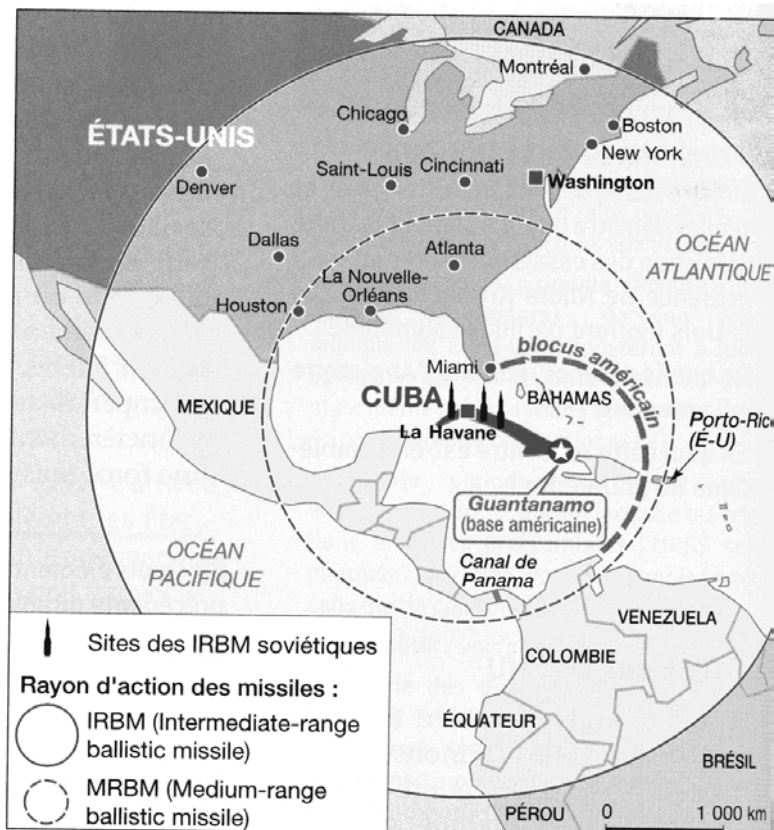 CANADA
Montréal
Chicago
Boston
ÉTATS-UNIS
New York
Saint-Louis
Cincinnati
Washington
Denver
Dallas
Atlanta
OCÉAN
ATLANTIQUE
La Nouvelle-
Orléans
Houston
blocus américain
Miami
MEXIQUE
CUBA
BAHAMAS
La Havane
Porto-Ric
(É-U)
Guantanamo
(base américaine)
OCÉAN
PACIFIQUE
Canal de
Panama
VENEZUELA
COLOMBIE
ÉQUATEUR
BRÉSIL
PÉROU
0 1 000 km
Sites des IRBM soviétiques
Rayon d'action des missiles :
IRBM (Intermediate-range
ballistic missile)
MRBM (Medium-range
ballistic missile)